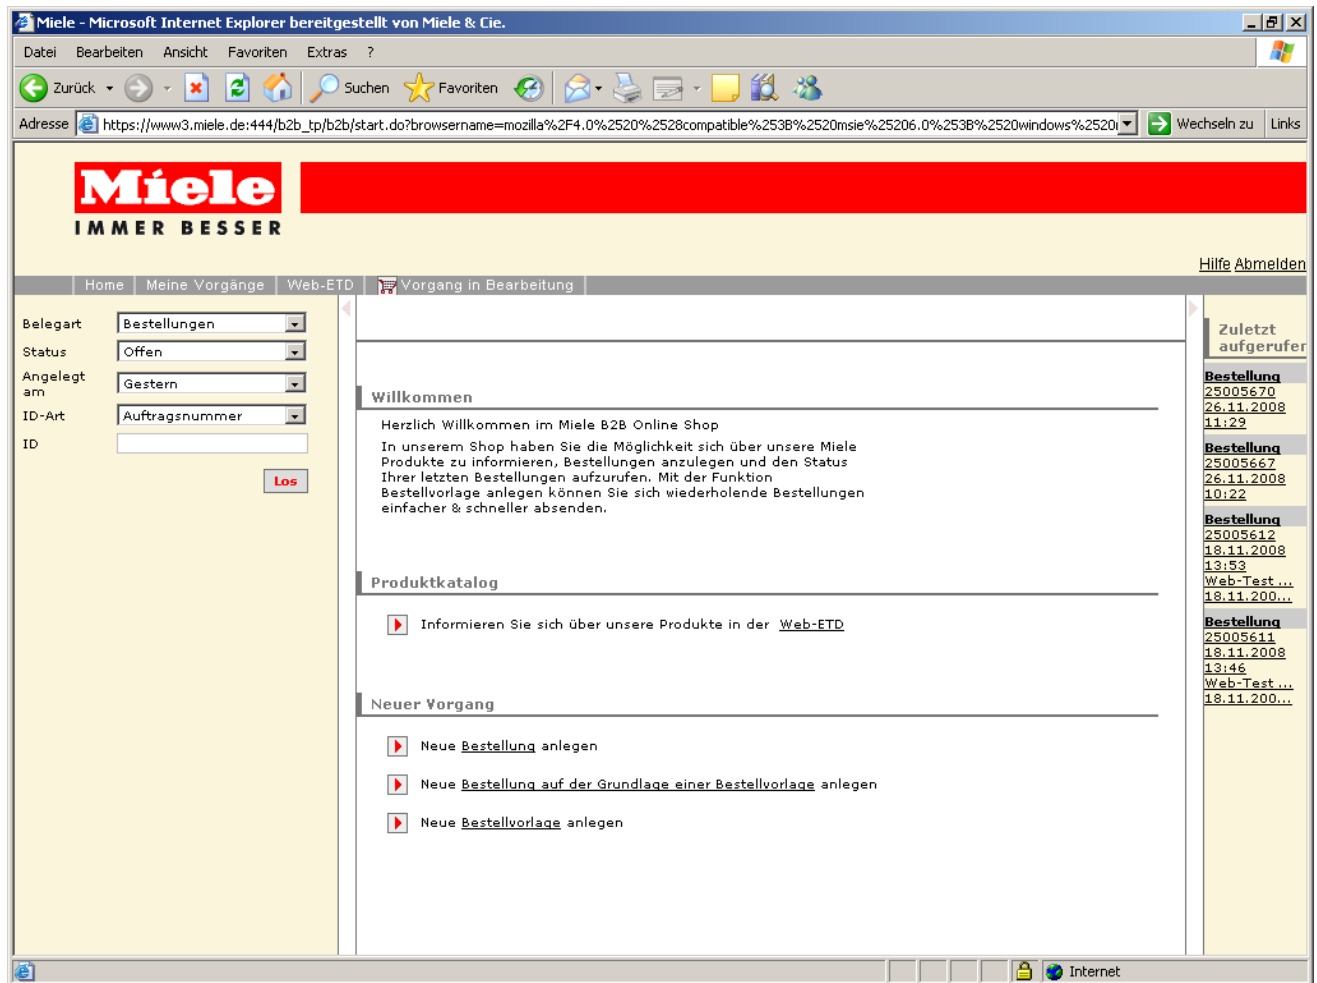 Miele - Microsoft Internet Explorer bereitgestellt von Miele & Cie.
Datei Bearbeiten Ansicht Favoriten Extras ?
Zurück Suchen Favoriten
Adresse https://www3.miele.de:444/b2b_tp/b2b/start.do?browsername=mozilla%2F4.0%2520%2528compatible%253B%2520msie%25206.0%253B%2520windows%2520 Wechseln zu Links
Miele
IMMER BESSER
Hilfe Abmelden
Home Meine Vorgänge Web-ETD Vorgang in Bearbeitung
Belegart Bestellungen
Status Offen
Angelegt
am
Gestern
ID-Art Auftragsnummer
ID
Los
Willkommen
Herzlich Willkommen im Miele B2B Online Shop
In unserem Shop haben Sie die Möglichkeit sich über unsere Miele
Produkte zu informieren, Bestellungen anzulegen und den Status
Ihrer letzten Bestellungen aufzurufen. Mit der Funktion
Bestellvorlage anlegen können Sie sich wiederholende Bestellungen
einfacher & schneller absenden.
Produktkatalog
Informieren Sie sich über unsere Produkte in der Web-ETD
Neuer Vorgang
Neue Bestellung anlegen
Neue Bestellung auf der Grundlage einer Bestellvorlage anlegen
Neue Bestellvorlage anlegen
Zuletzt
aufgerufen
Bestellung
25005670
26.11.2008
11:29
Bestellung
25005667
26.11.2008
10:22
Bestellung
25005612
18.11.2008
13:53
Web-Test ...
18.11.200...
Bestellung
25005611
18.11.2008
13:46
Web-Test ...
18.11.200...
Internet